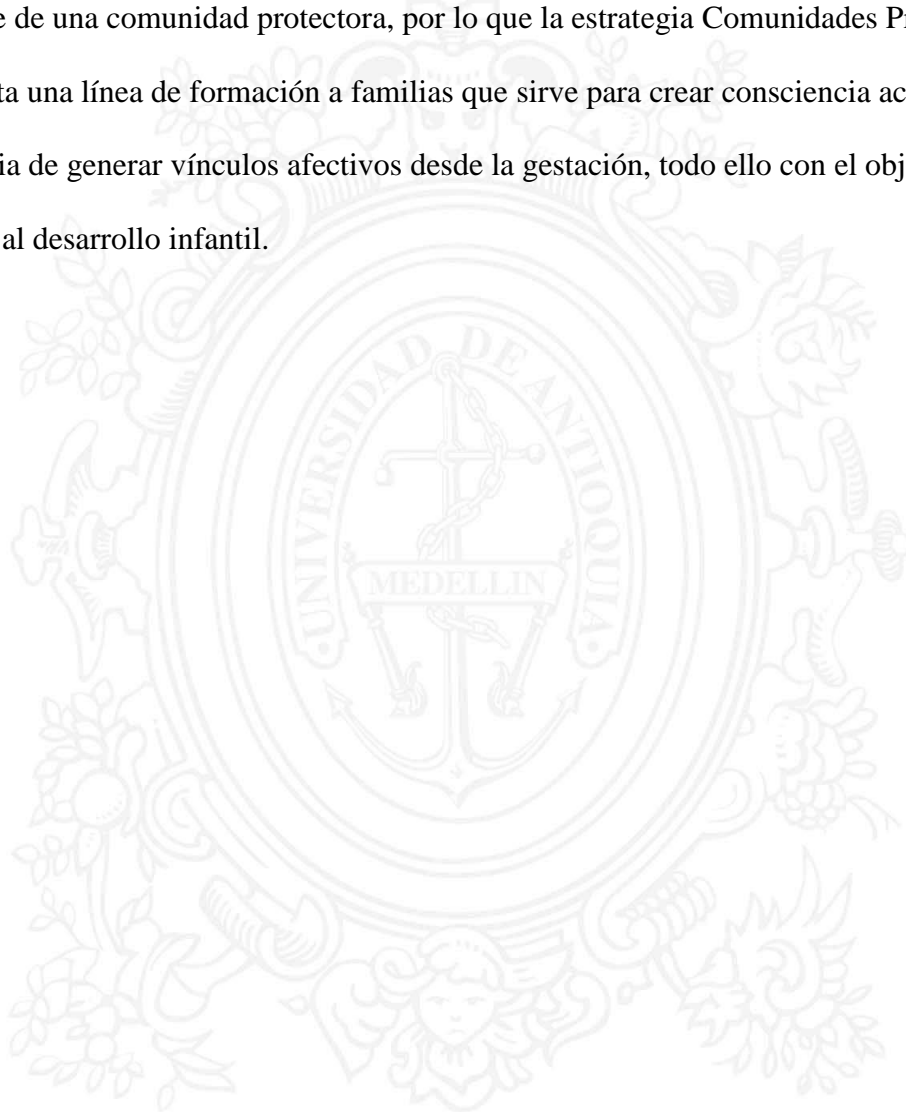 e de una comunidad protectora, por lo que la estrategia Comunidades P
ta una línea de formación a familias que sirve para crear consciencia ac
ia de generar vínculos afectivos desde la gestación, todo ello con el obj
al desarrollo infantil.
UNIVERSIDAD DE ANTIOQUIA
MEDELLIN